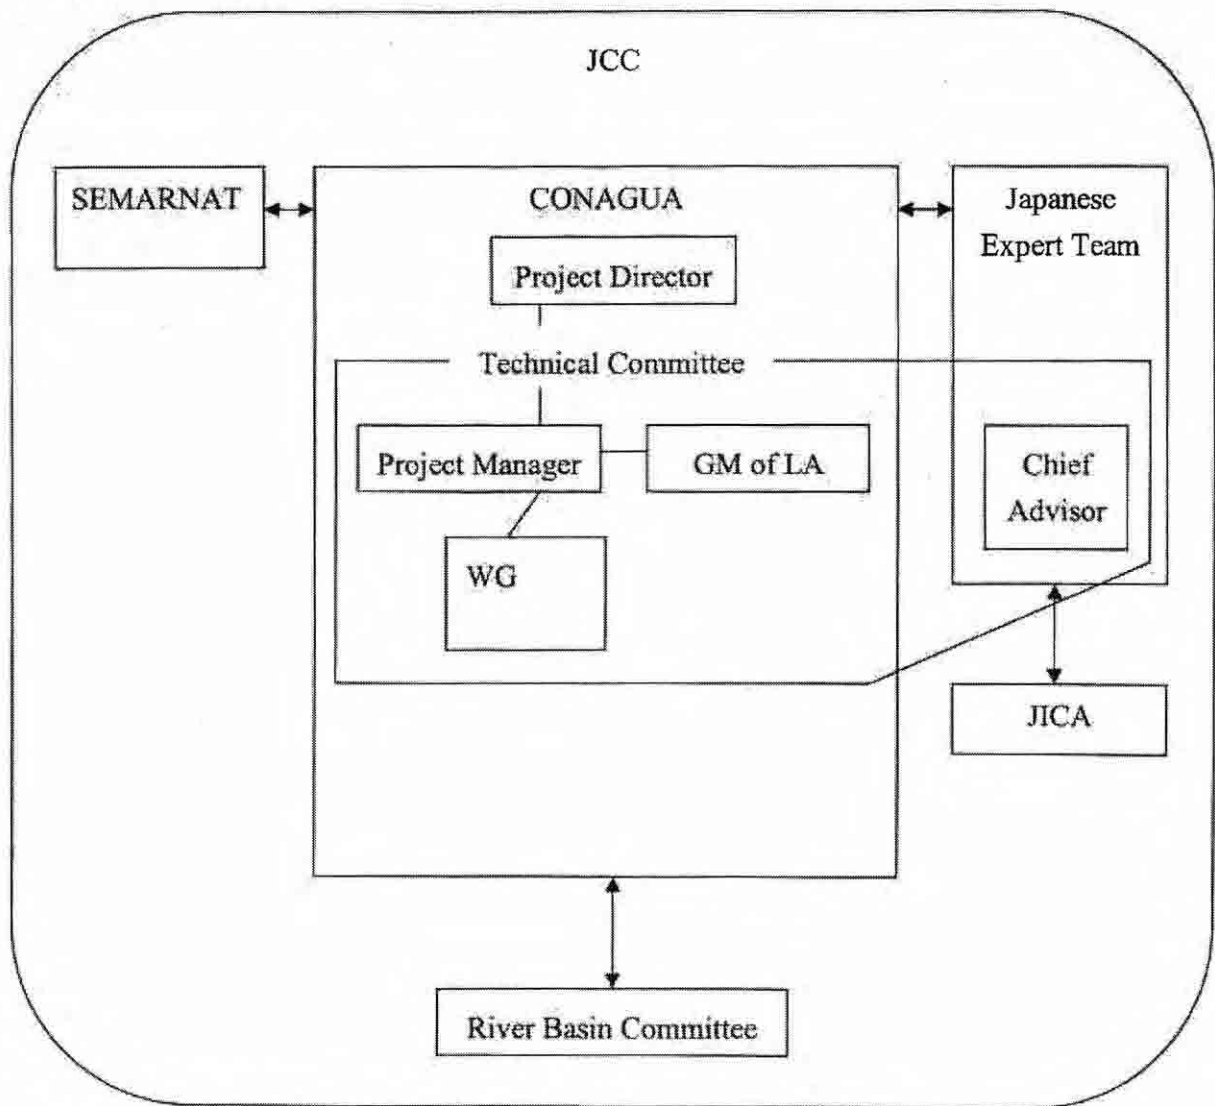 JCC
SEMARNAT
CONAGUA
Japanese
Expert Team
Project Director
Technical Committee
Project Manager
GM of LA
Chief
Advisor
WG
JICA
River Basin Committee